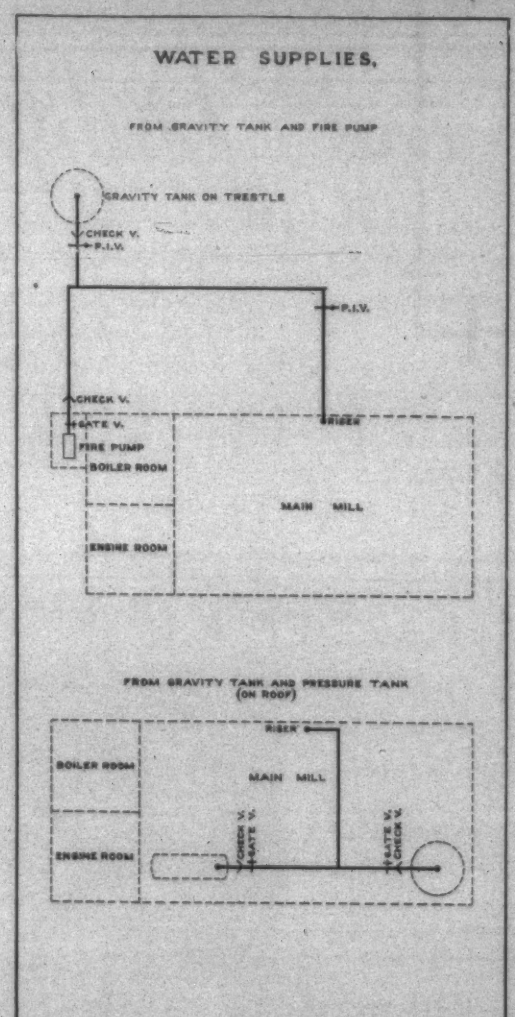 WATER SUPPLIES.
FROM GRAVITY TANK AND FIRE PUMP
GRAVITY TANK ON TRESTLE
CHECK V.
P.I.V.
P.I.V.
CHECK V.
GATE V.
RISER
FIRE PUMP
BOILER ROOM
MAIN MILL
ENGINE ROOM
FROM GRAVITY TANK AND PRESSURE TANK
(ON ROOF)
RISER
BOILER ROOM
MAIN MILL
CHECK V.
GATE V.
GATE V.
CHECK V.
ENGINE ROOM